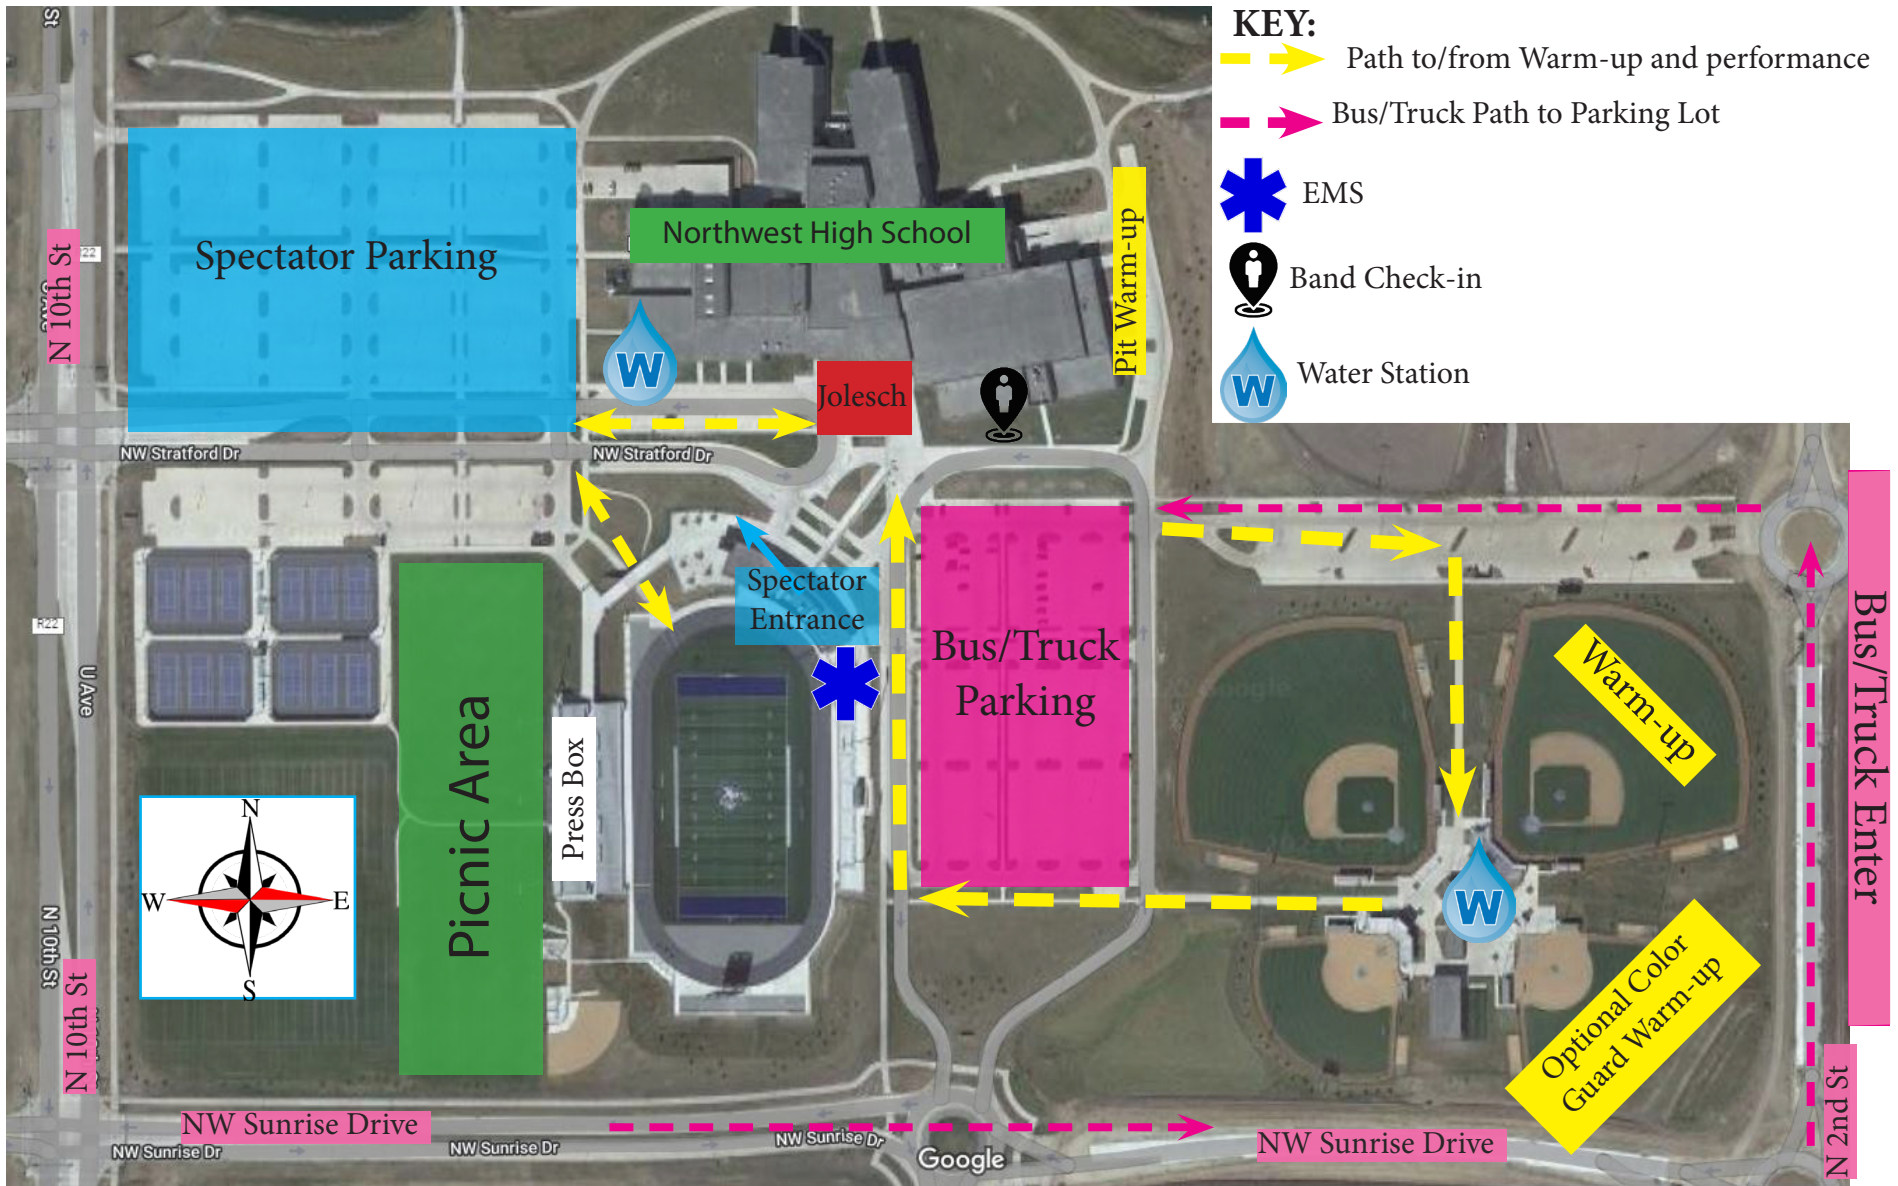 KEY:
Path to/from Warm-up and performance
Bus/Truck Path to Parking Lot
EMS
Band Check-in
W
Water Station
St
Spectator Parking
Northwest High School
N 10th St
Pit Warm-up
W
Jolesch
NW Stratford Dr
NW Stratford Dr
Spectator
Entrance
Bus/Truck
Parking
Bus/Truck Enter
Warm-up
R22
U Ave
Picnic Area
Press Box
Google
N
W
E
S
W
N 10th St
N 10th St
Optional Color
Guard Warm-up
N 2nd St
NW Sunrise Drive
NW Sunrise Drive
NW Sunrise Dr
NW Sunrise Dr
NW Sunrise Dr
Google